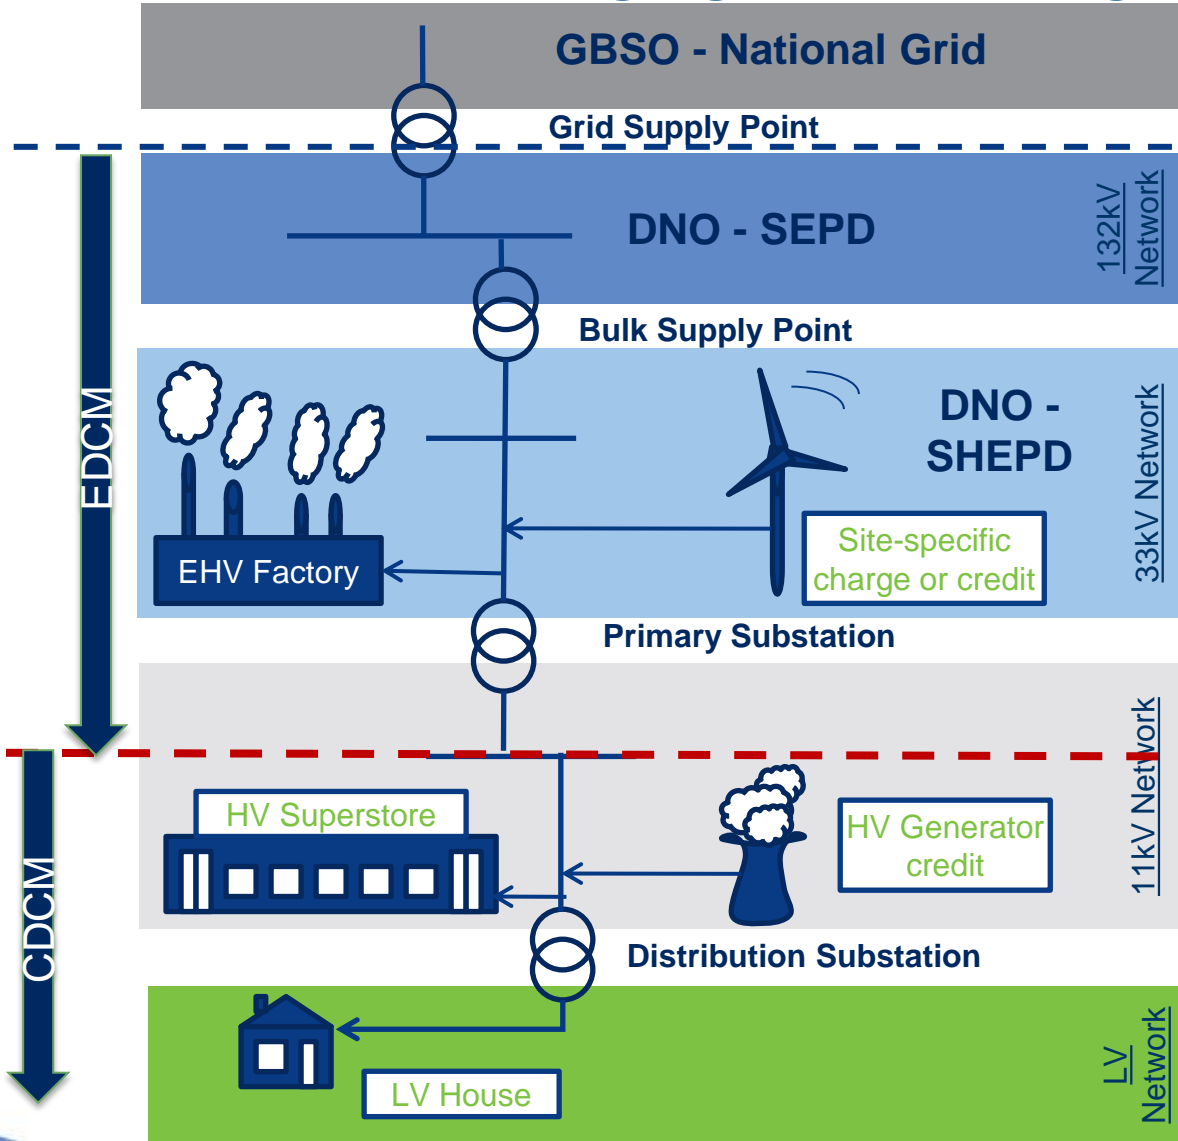 GBSO - National Grid
Grid Supply Point
DNO - SEPD
132kV
Network
Bulk Supply Point
EDCM
DNO -
SHEPD
33kV Network
Site-specific
charge or credit
EHV Factory
Primary Substation
11kV Network
HV Superstore
HV Generator
credit
CDCM
Distribution Substation
LV
Network
LV House